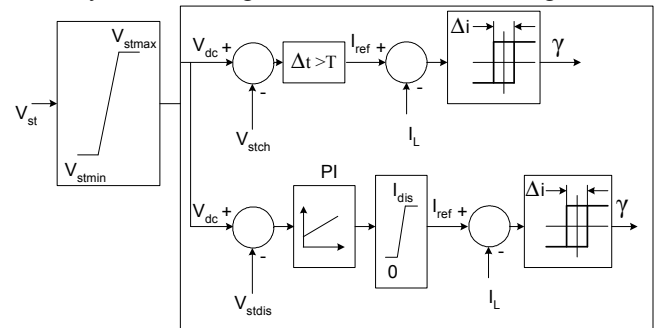 V_st
V_stmax
V_stmin
V_dc +
-
V_stch
Δt >T
I_ref +
-
I_L
Δi
γ
V_dc +
-
V_stdis
PI
I_dis
0
I_ref +
-
I_L
Δi
γ